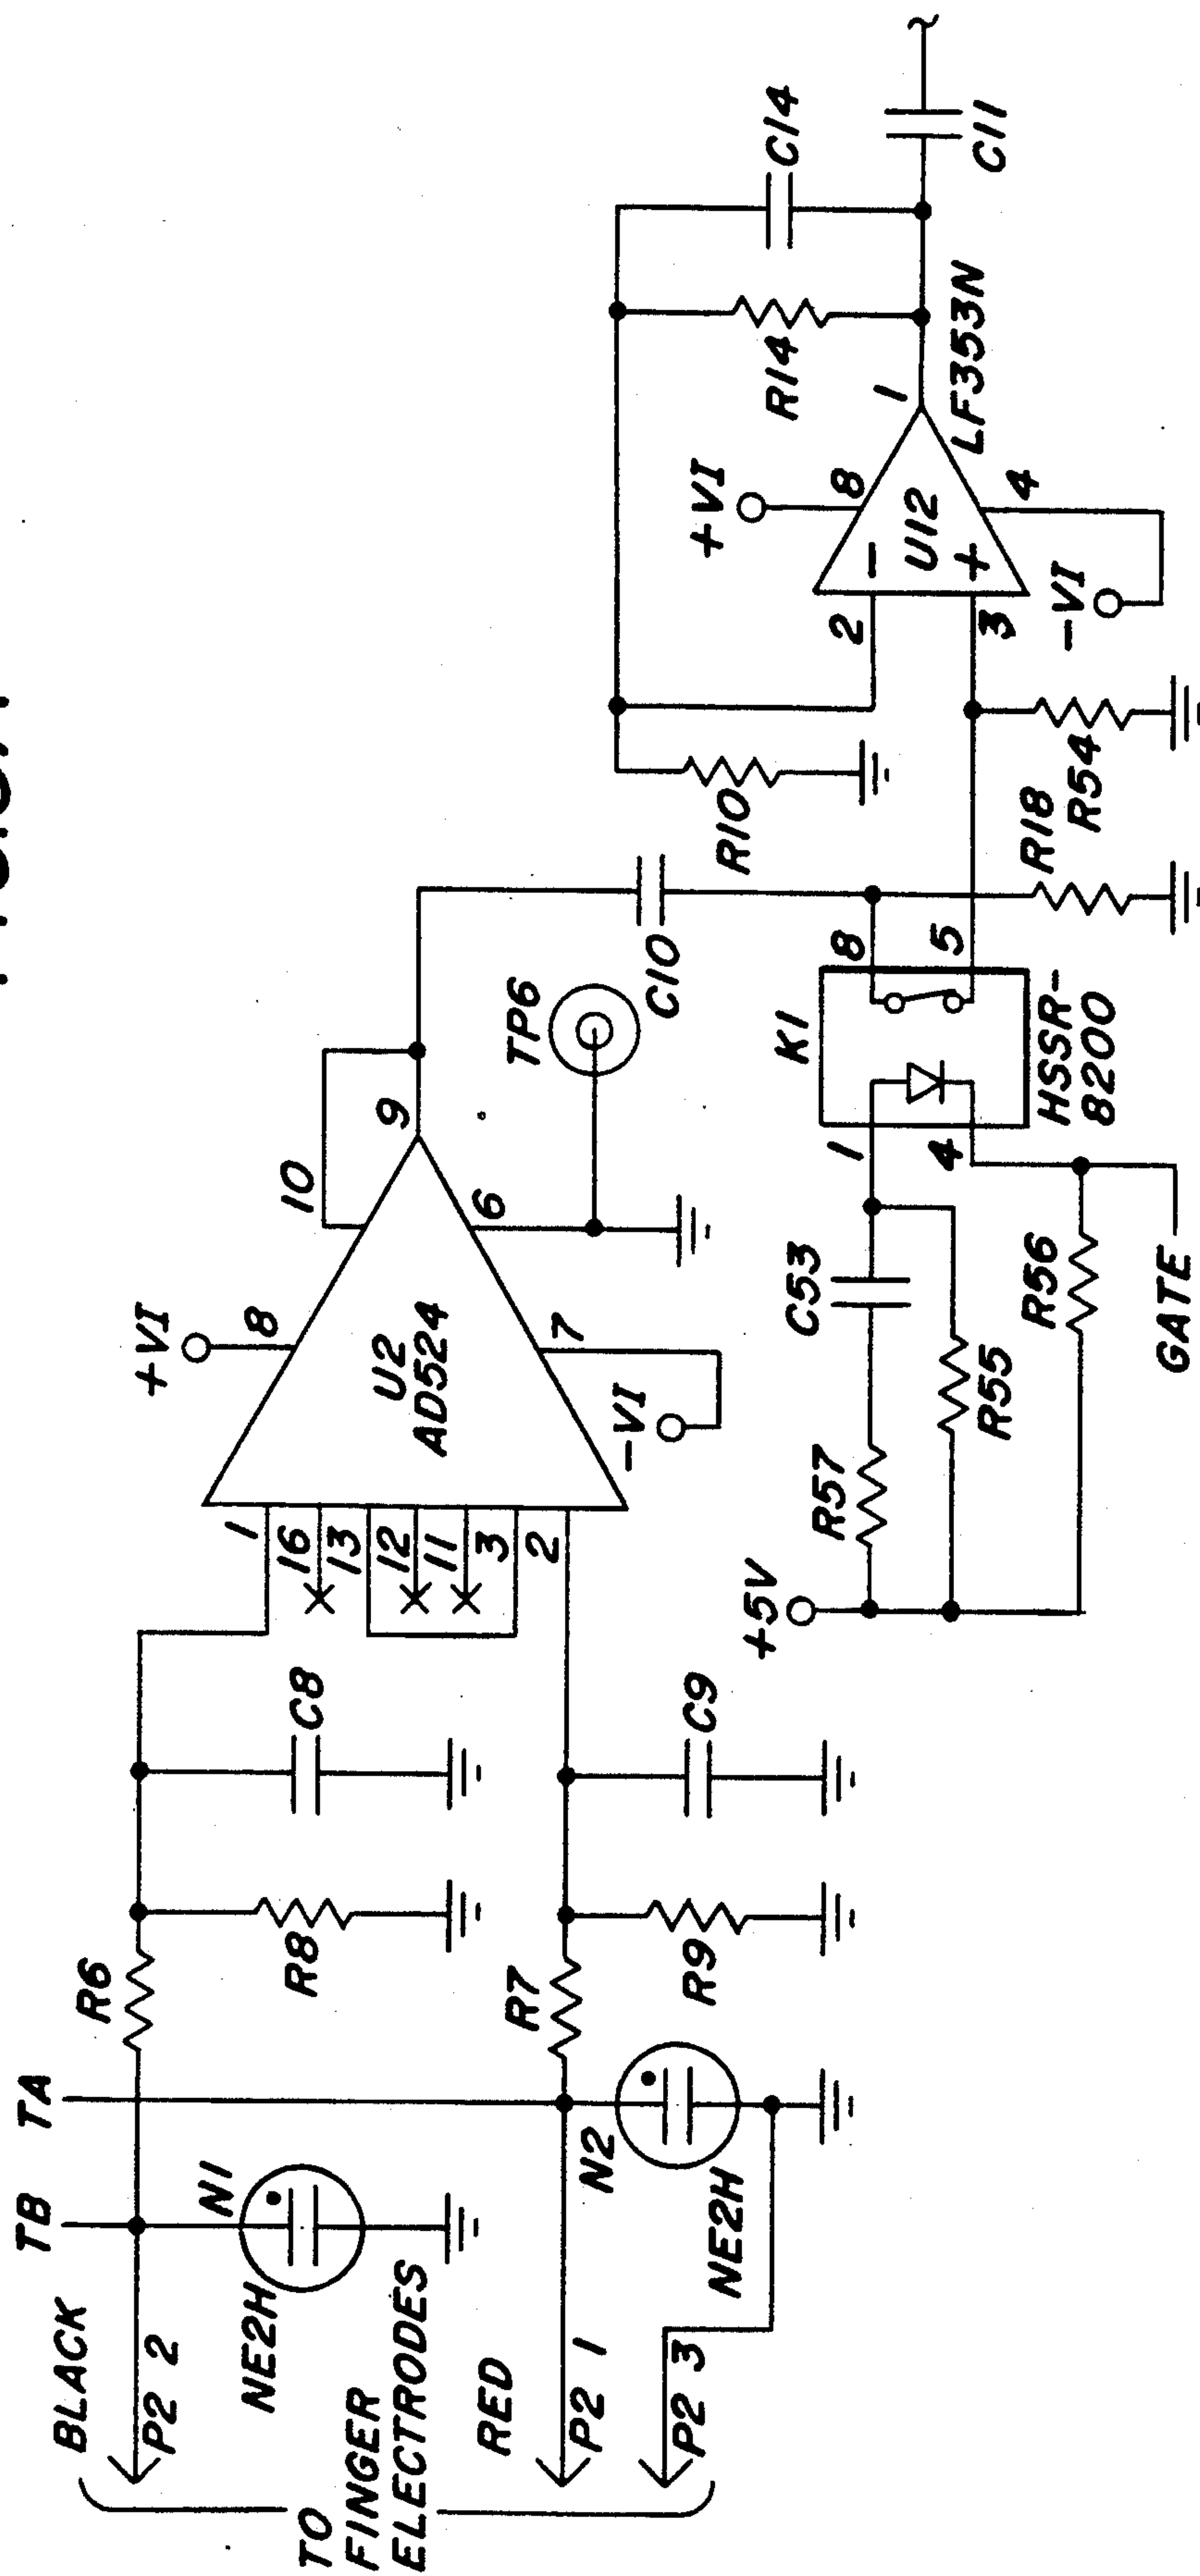 TB
TA
BLACK
P2 2
N1
NE2H
TO
FINGER
ELECTRODES
RED
P2 1
P2 3
N2
NE2H
R6
R8
C8
R7
R9
C9
1
16
13
12
11
3
2
U2
AD524
+VI
8
10
9
6
7
-VI
TP6
C10
+5V
R57
C53
R55
R56
GATE
K1
1
4
8
5
HSSR-
8200
R18
R54
R10
2
3
-
+
U12
+VI
8
1
4
-VI
LF353N
R14
C14
C11